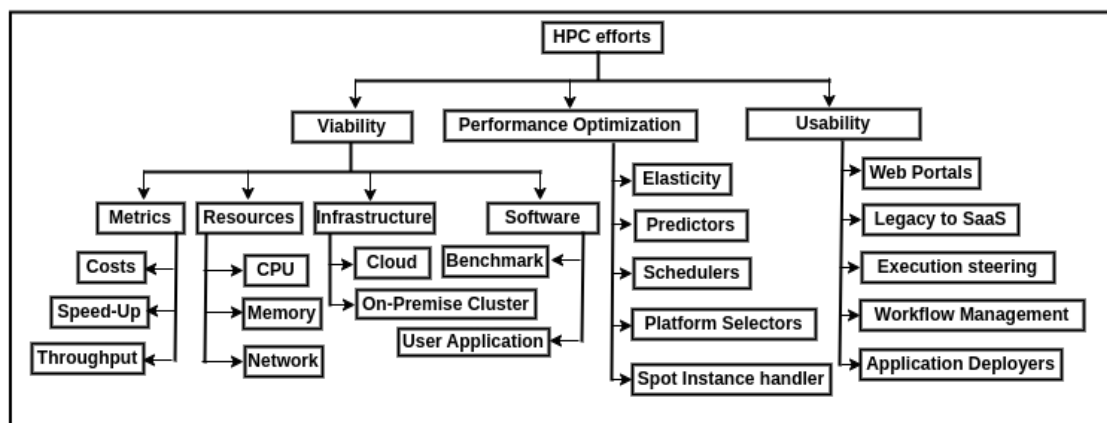 HPC efforts
Viability
Performance Optimization
Usability
Metrics
Resources
Infrastructure
Software
Costs
Speed-Up
Throughput
CPU
Memory
Network
Cloud
On-Premise Cluster
Benchmark
User Application
Elasticity
Predictors
Schedulers
Platform Selectors
Spot Instance handler
Web Portals
Legacy to SaaS
Execution steering
Workflow Management
Application Deployers